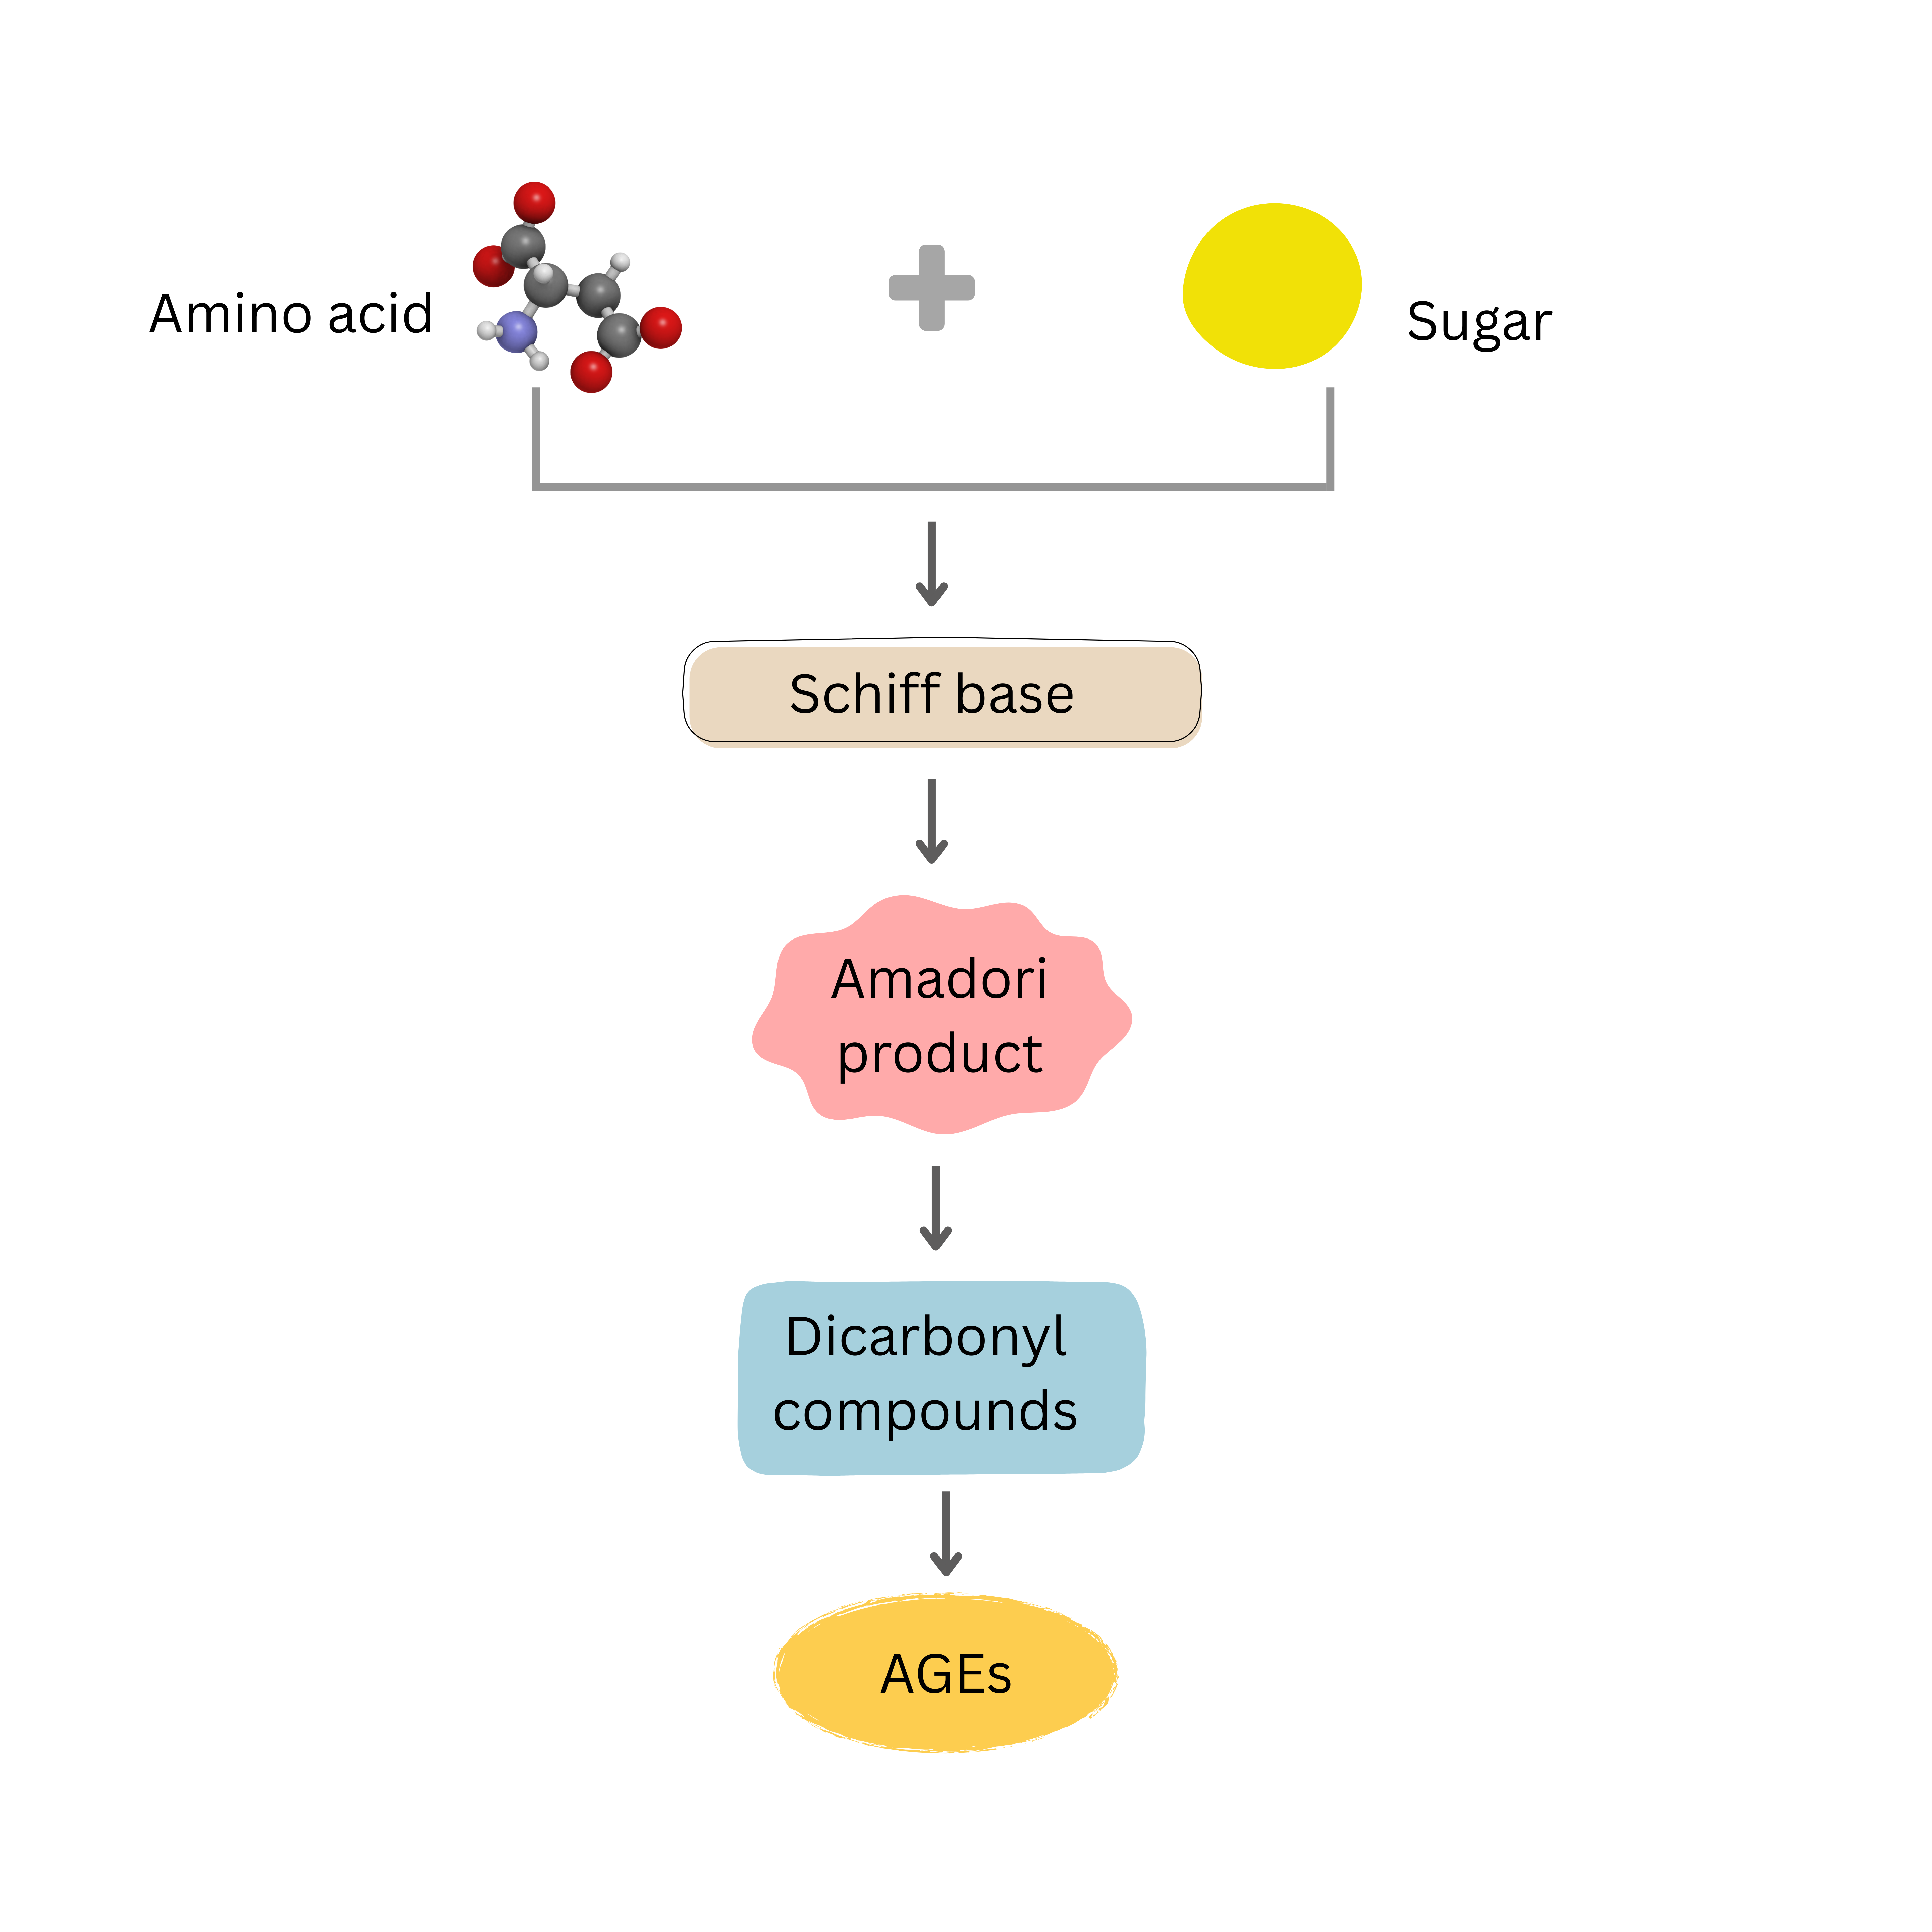 Amino acid
Sugar
Schiff base
Amadori
product
Dicarbonyl
compounds
AGEs